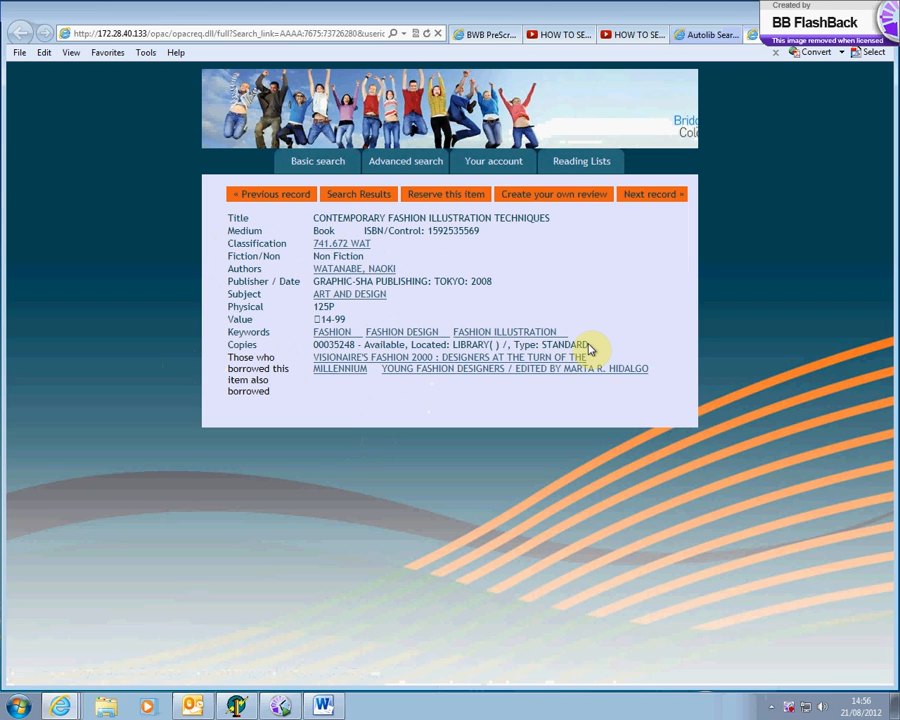 Created by
BB FlashBack
This image removed when licensed
http://172.28.40.133/opac/opacreq.dll/full?Search_link=AAAA:7675:73726280&useric
BWB PreScr...
HOW TO SE...
HOW TO SE...
Autolib Sear...
File Edit View Favorites Tools Help
x Convert Select
Bridg
Coll
Basic search Advanced search Your account Reading Lists
« Previous record Search Results Reserve this item Create your own review Next record »
Title CONTEMPORARY FASHION ILLUSTRATION TECHNIQUES
Medium Book ISBN/Control: 1592535569
Classification 741.672 WAT
Fiction/Non Non Fiction
Authors WATANABE, NAOKI
Publisher / Date GRAPHIC-SHA PUBLISHING: TOKYO: 2008
Subject ART AND DESIGN
Physical 125P
Value 14-99
Keywords FASHION FASHION DESIGN FASHION ILLUSTRATION
Copies 00035248 - Available, Located: LIBRARY( ) /, Type: STANDARD
Those who VISIONAIRE'S FASHION 2000 : DESIGNERS AT THE TURN OF THE
borrowed this MILLENNIUM YOUNG FASHION DESIGNERS / EDITED BY MARTA R. HIDALGO
item also
borrowed
14:56
21/08/2012